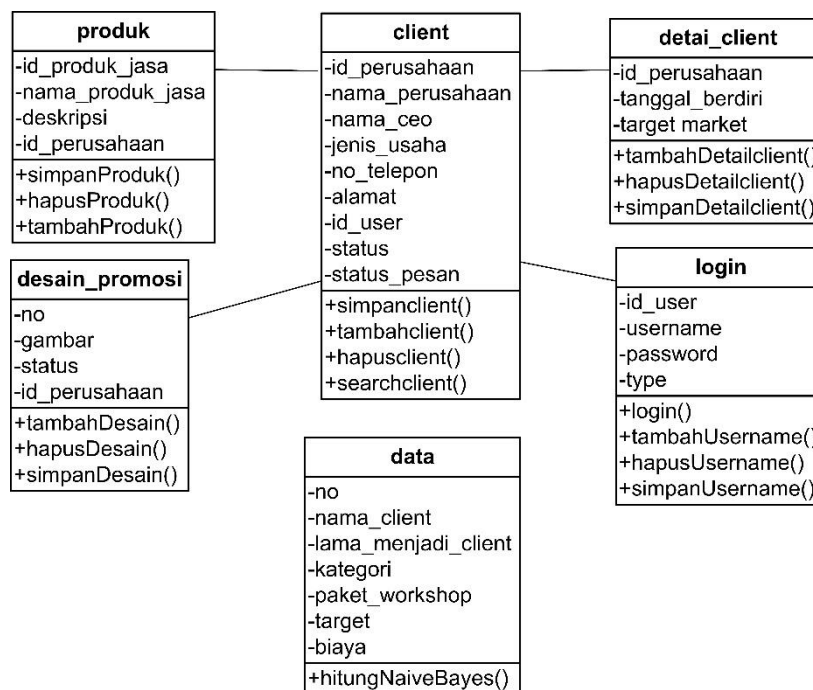 produk
-id_produk_jasa
-nama_produk_jasa
-deskripsi
-id_perusahaan
+simpanProduk()
+hapusProduk()
+tambahProduk()
client
-id_perusahaan
-nama_perusahaan
-nama_ceo
-jenis_usaha
-no_telepon
-alamat
-id_user
-status
-status_pesan
+simpanclient()
+tambahclient()
+hapusclient()
+searchclient()
detai_client
-id_perusahaan
-tanggal_berdiri
-target market
+tambahDetailclient()
+hapusDetailclient()
+simpanDetailclient()
desain_promosi
-no
-gambar
-status
-id_perusahaan
+tambahDesain()
+hapusDesain()
+simpanDesain()
login
-id_user
-username
-password
-type
+login()
+tambahUsername()
+hapusUsername()
+simpanUsername()
data
-no
-nama_client
-lama_menjadi_client
-kategori
-paket_workshop
-target
-biaya
+hitungNaiveBayes()